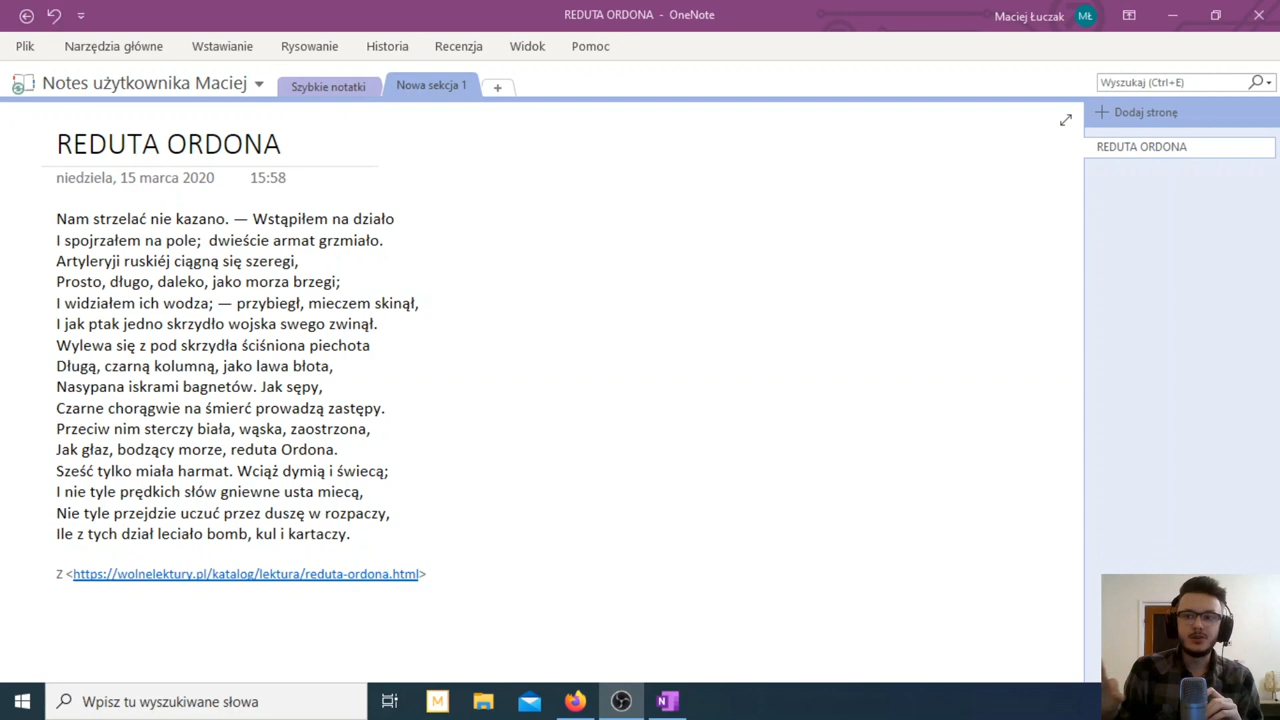 REDUTA ORDONA - OneNote
Maciej Łuczak
MŁ
Plik
Narzędzia główne
Wstawianie
Rysowanie
Historia
Recenzja
Widok
Pomoc
Notes użytkownika Maciej
Szybkie notatki
Nowa sekcja 1
Wyszukaj (Ctrl+E)
Dodaj stronę
REDUTA ORDONA
REDUTA ORDONA
niedziela, 15 marca 2020 15:58
Nam strzelać nie kazano. — Wstąpiłem na działo
I spojrzałem na pole; dwieście armat grzmiało.
Artyleryji ruskiéj ciągną się szeregi,
Prosto, długo, daleko, jako morza brzegi;
I widziałem ich wodza; — przybiegł, mieczem skinął,
I jak ptak jedno skrzydło wojska swego zwinął.
Wylewa się z pod skrzydła ściśniona piechota
Długą, czarną kolumną, jako lawa błota,
Nasypana iskrami bagnetów. Jak sępy,
Czarne chorągwie na śmierć prowadzą zastępy.
Przeciw nim sterczy biała, wąska, zaostrzona,
Jak głaz, bodzący morze, reduta Ordona.
Sześć tylko miała harmat. Wciąż dymią i świecą;
I nie tyle prędkich słów gniewne usta miecą,
Nie tyle przejdzie uczuć przez duszę w rozpaczy,
Ile z tych dział leciało bomb, kul i kartaczy.
Z <https://wolnelektury.pl/katalog/lektura/reduta-ordona.html>
Wpisz tu wyszukiwane słowa
M
N